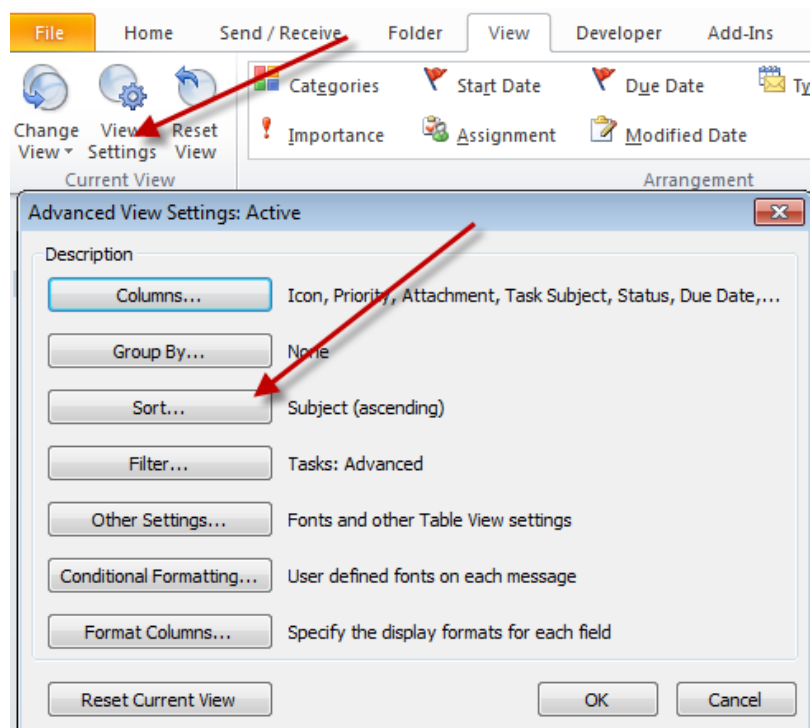 File Home Send / Receive Folder View Developer Add-Ins
Categories Start Date Due Date Ty
Change View Reset
View Settings View
Importance Assignment Modified Date
Current View Arrangement
Advanced View Settings: Active
Description
Columns... Icon, Priority, Attachment, Task Subject, Status, Due Date,...
Group By... None
Sort... Subject (ascending)
Filter... Tasks: Advanced
Other Settings... Fonts and other Table View settings
Conditional Formatting... User defined fonts on each message
Format Columns... Specify the display formats for each field
Reset Current View OK Cancel